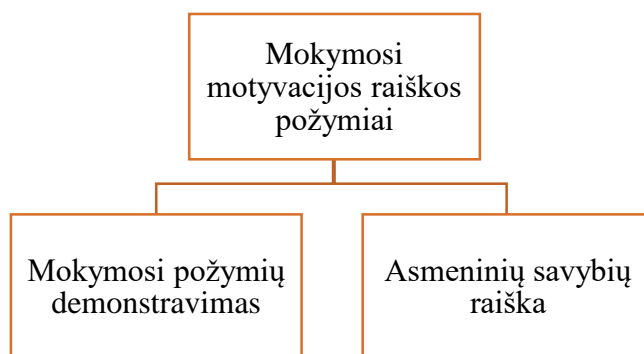 Mokymosi
motyvacijos raiškos
požymiai
Mokymosi požymių
demonstravimas
Asmeninių savybių
raiška